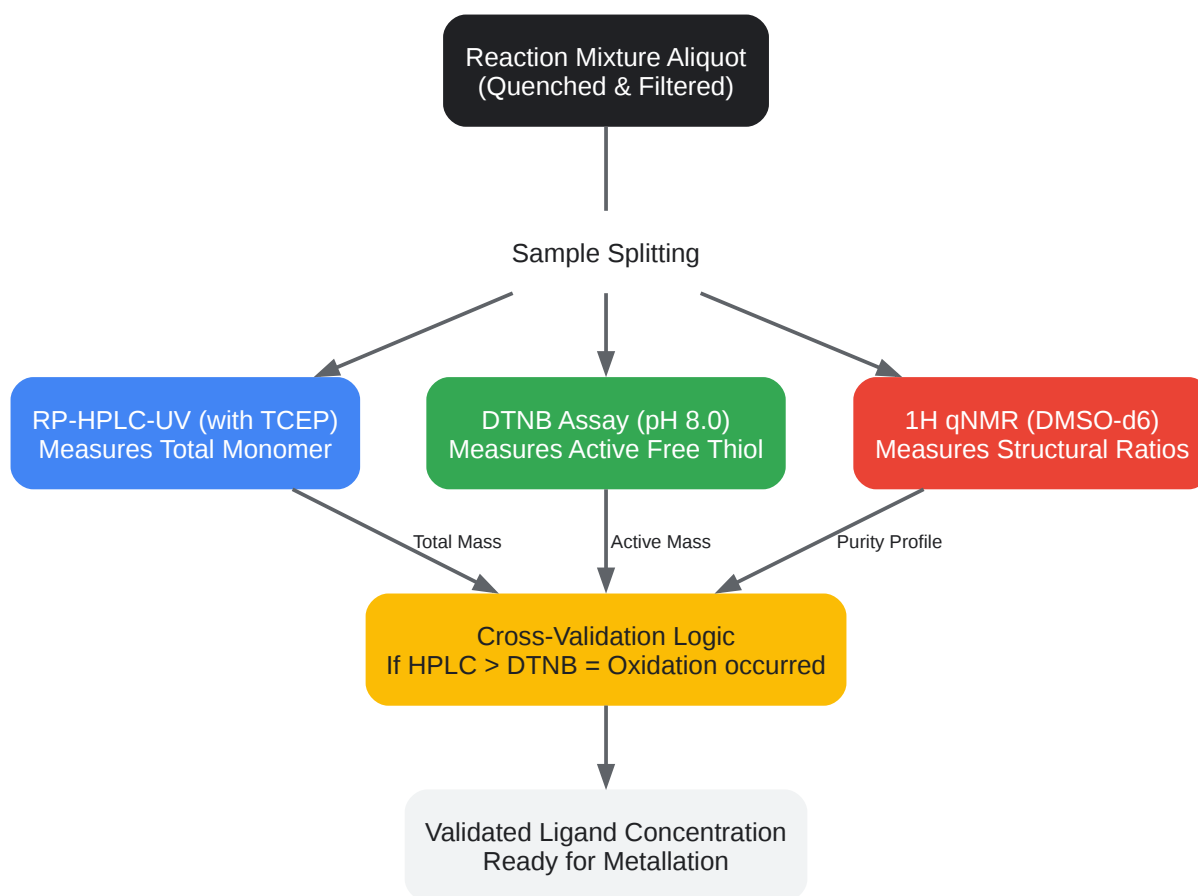 Reaction Mixture Aliquot
(Quenched & Filtered)
Sample Splitting
RP-HPLC-UV (with TCEP)
Measures Total Monomer
DTNB Assay (pH 8.0)
Measures Active Free Thiol
1H qNMR (DMSO-d6)
Measures Structural Ratios
Total Mass
Active Mass
Purity Profile
Cross-Validation Logic
If HPLC > DTNB = Oxidation occurred
Validated Ligand Concentration
Ready for Metallation